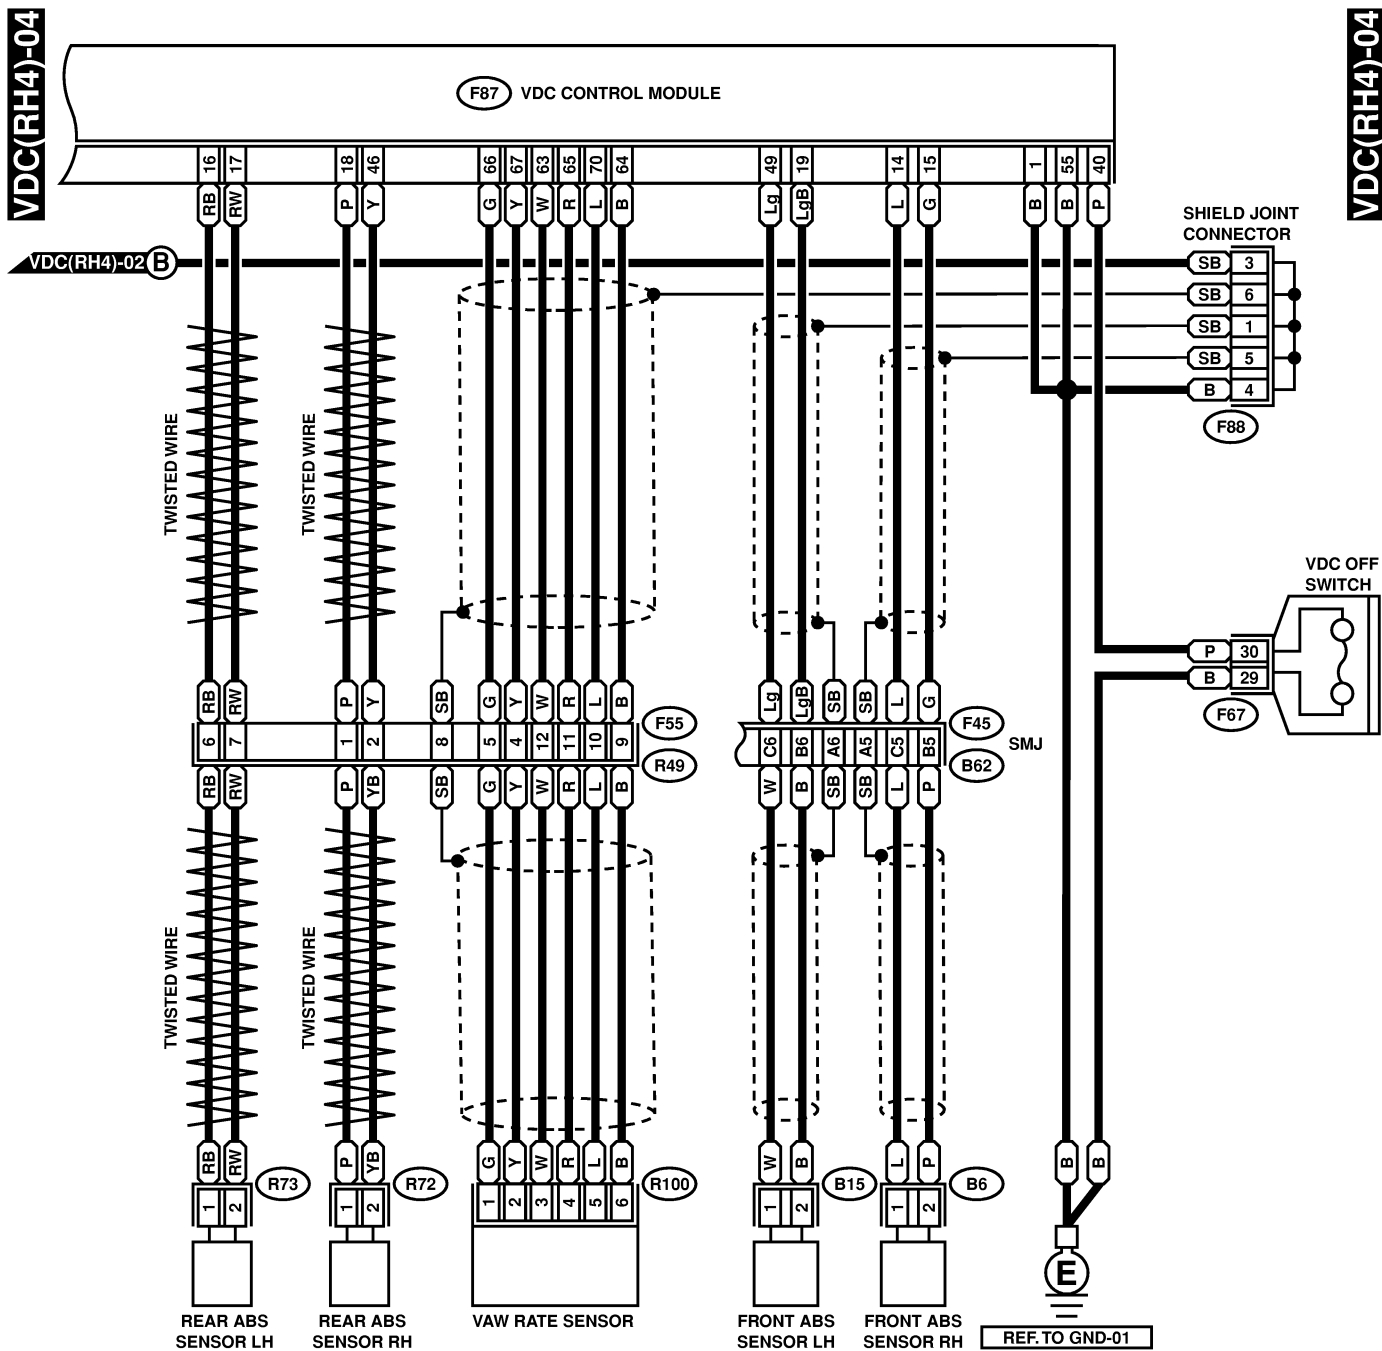 VDC(RH4)-04
VDC(RH4)-04
F87 VDC CONTROL MODULE
16 17 18 46 66 67 63 65 70 64 49 19 14 15 1 55 40
RB RW P Y G Y W R L B Lg LgB L G B B P
SHIELD JOINT
CONNECTOR
VDC(RH4)-02 B
SB 3
SB 6
SB 1
SB 5
B 4
F88
TWISTED WIRE
TWISTED WIRE
VDC OFF
SWITCH
P 30
B 29
F67
RB RW P Y SB G Y W R L B Lg LgB SB SB L G
F55
F45
6 7 1 2 8 5 4 12 11 10 9 C6 B6 A6 A5 C5 B5
SMJ
R49
B62
RB RW P YB SB G Y W R L B W B SB SB L P
TWISTED WIRE
TWISTED WIRE
RB RW P YB G Y W R L B W B L P B B
R73
R72
R100
B15
B6
1 2 1 2 1 2 3 4 5 6 1 2 1 2
E
REAR ABS
SENSOR LH
REAR ABS
SENSOR RH
VAW RATE SENSOR
FRONT ABS
SENSOR LH
FRONT ABS
SENSOR RH
REF. TO GND-01